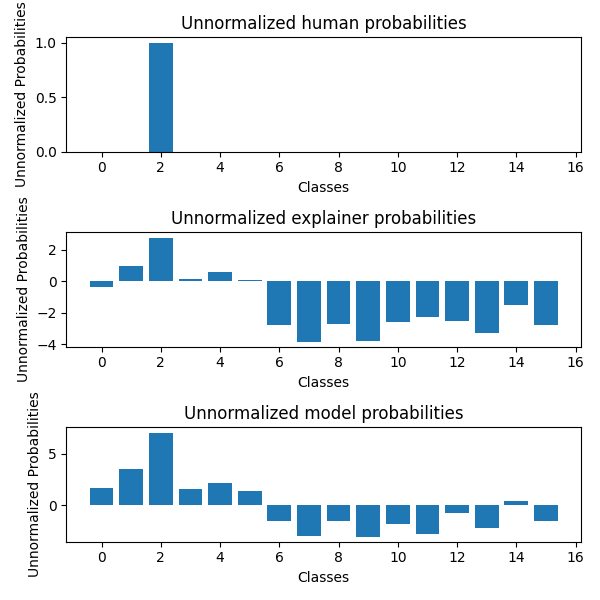 Unnormalized human probabilities
Unnormalized Probabilities
1.0
0.5
0.0
0 2 4 6 8 10 12 14 16
Classes
Unnormalized explainer probabilities
Unnormalized Probabilities
2
0
−2
−4
0 2 4 6 8 10 12 14 16
Classes
Unnormalized model probabilities
Unnormalized Probabilities
5
0
0 2 4 6 8 10 12 14 16
Classes